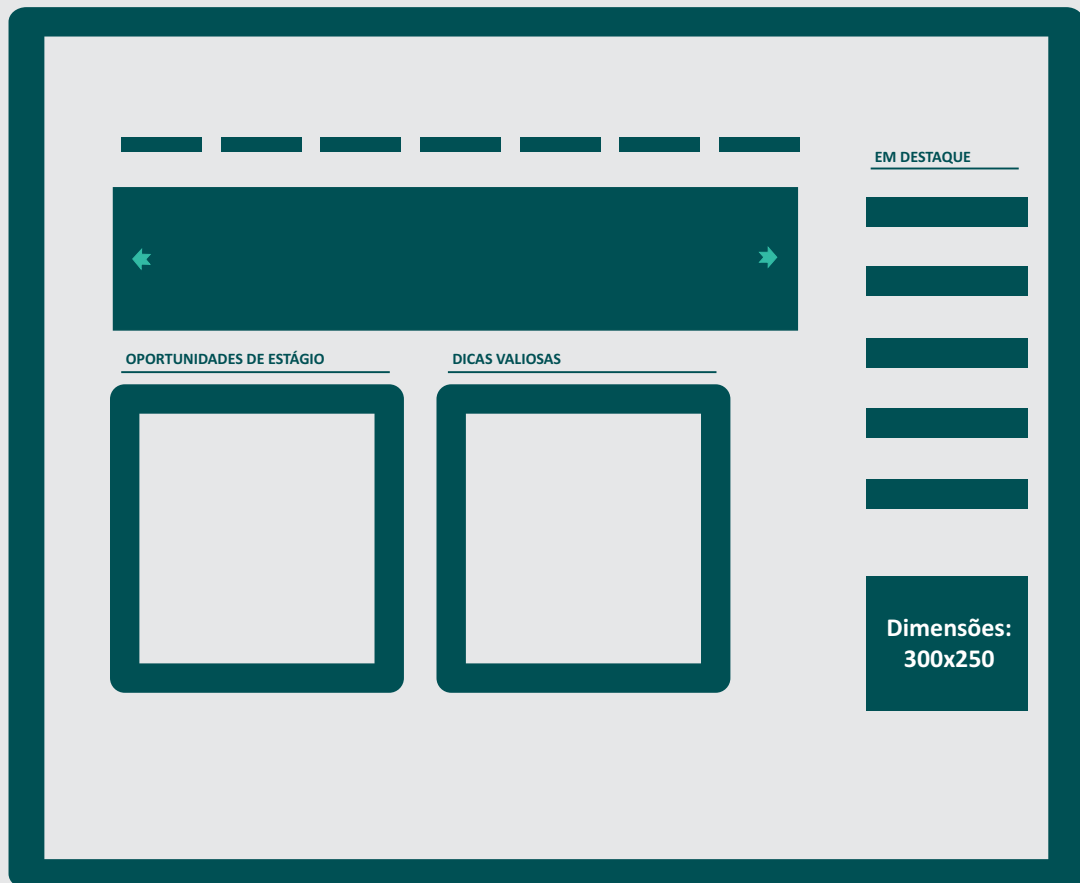 EM DESTAQUE
OPORTUNIDADES DE ESTÁGIO
DICAS VALIOSAS
Dimensões:
300x250